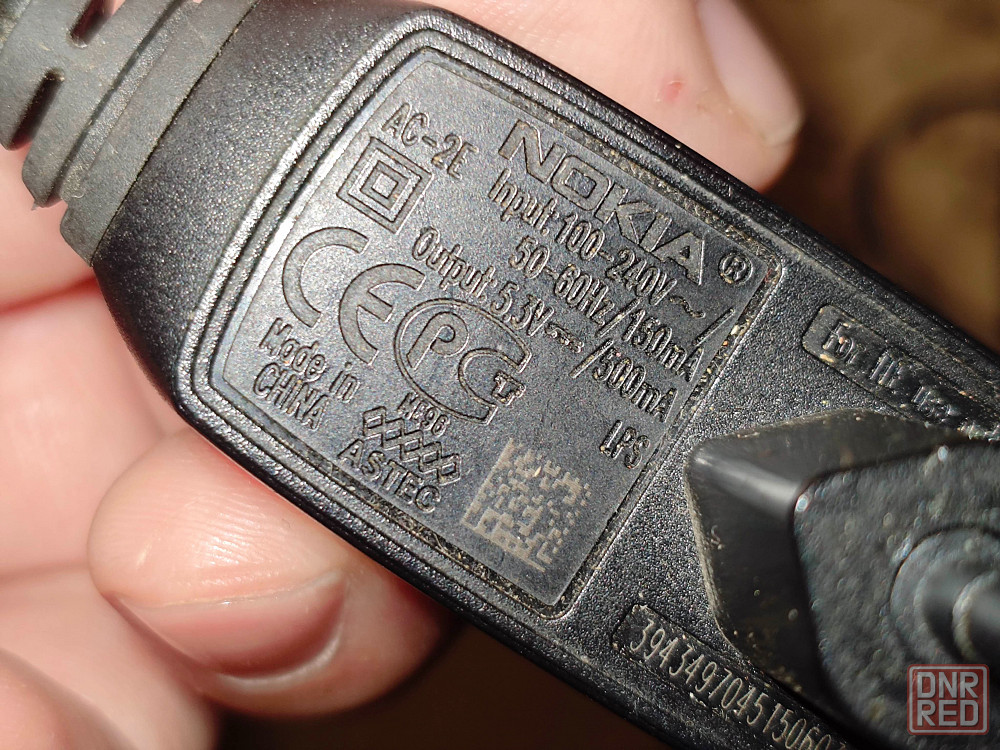 NOKIA®
AC-2E
Input: 100-240V~/
50-60Hz/150mA
Output: 5.3V⎓/500mA
LPS
CE PCT
ME96
Made in
CHINA
ASTEC
394349704515060
DNR
RED